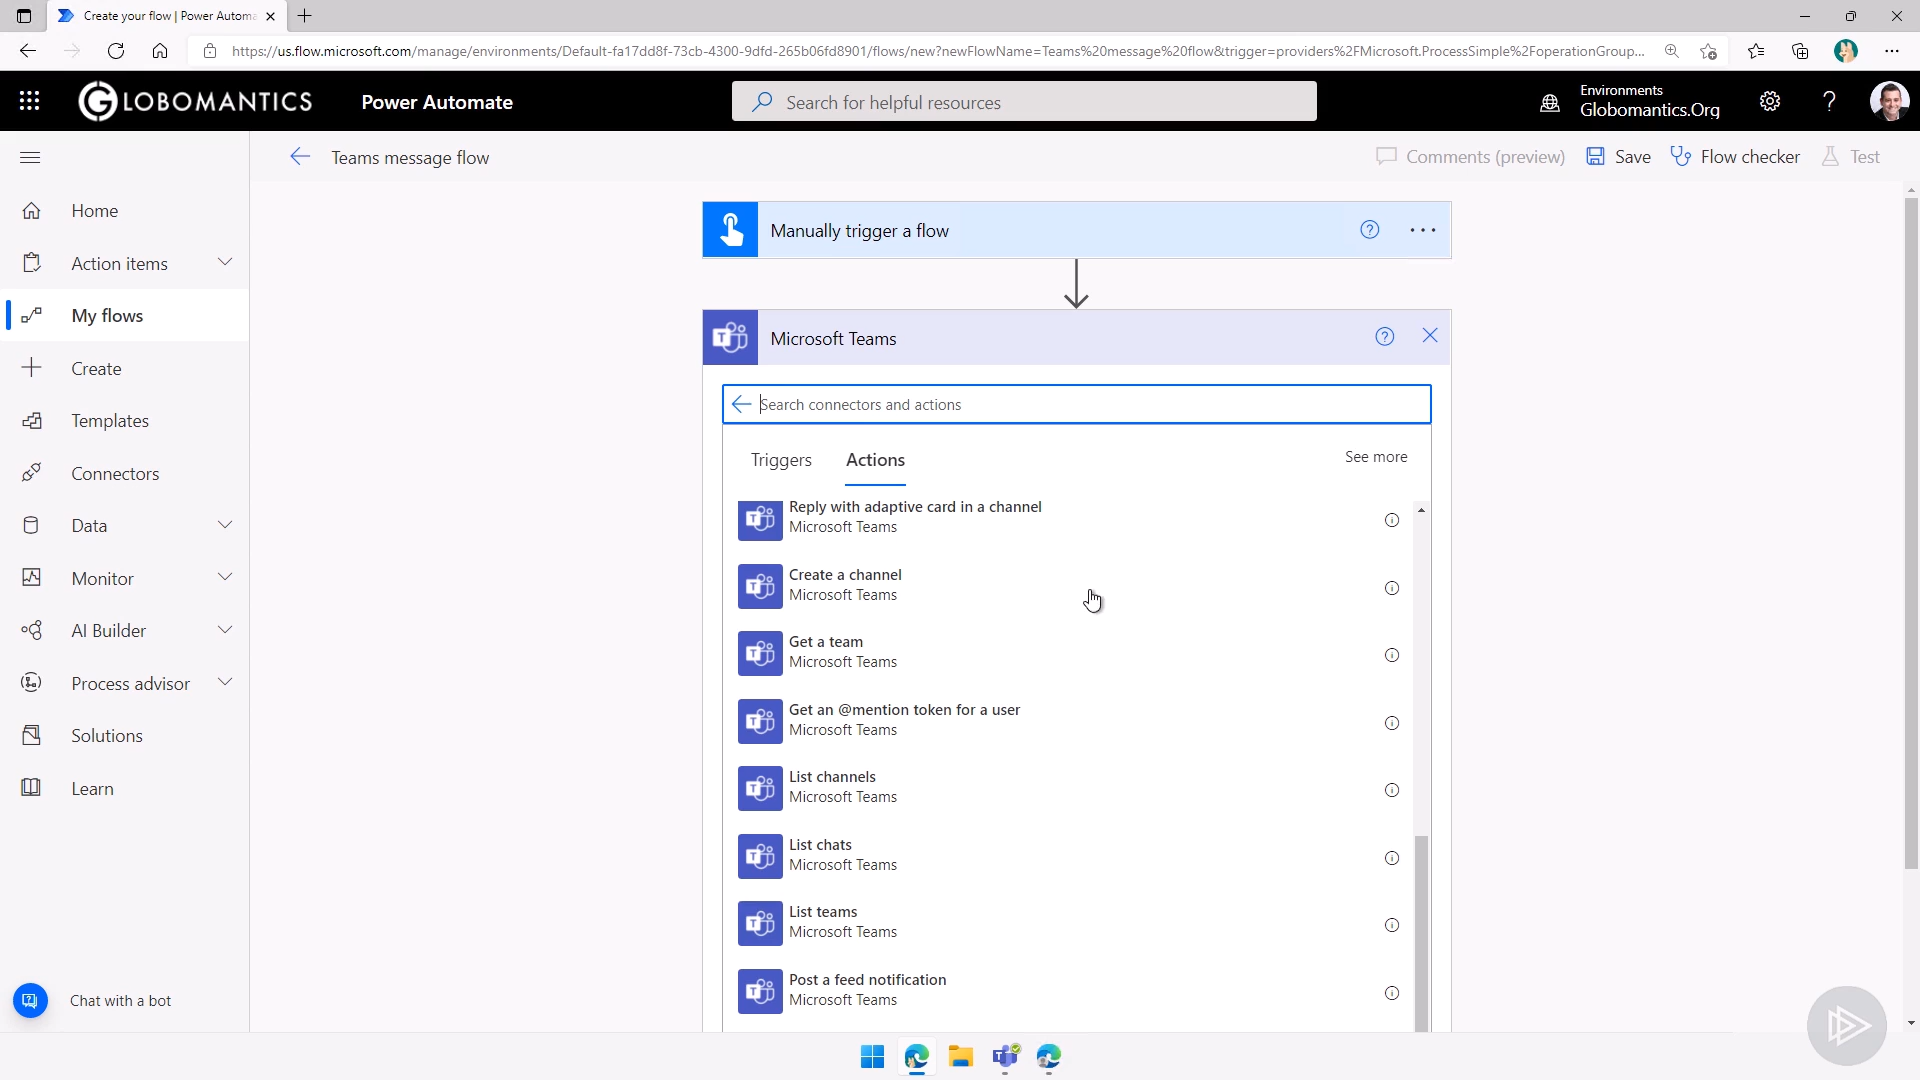 Create your flow | Power Automa
https://us.flow.microsoft.com/manage/environments/Default-fa17dd8f-73cb-4300-9dfd-265b06fd8901/flows/new?newFlowName=Teams%20message%20flow&trigger=providers%2FMicrosoft.ProcessSimple%2FoperationGroup...
GLOBOMANTICS
Power Automate
Search for helpful resources
Environments
Globomantics.Org
Teams message flow
Comments (preview)
Save
Flow checker
Test
Home
Action items
My flows
Create
Templates
Connectors
Data
Monitor
AI Builder
Process advisor
Solutions
Learn
Chat with a bot
Manually trigger a flow
Microsoft Teams
Search connectors and actions
Triggers
Actions
See more
Reply with adaptive card in a channel
Microsoft Teams
Create a channel
Microsoft Teams
Get a team
Microsoft Teams
Get an @mention token for a user
Microsoft Teams
List channels
Microsoft Teams
List chats
Microsoft Teams
List teams
Microsoft Teams
Post a feed notification
Microsoft Teams